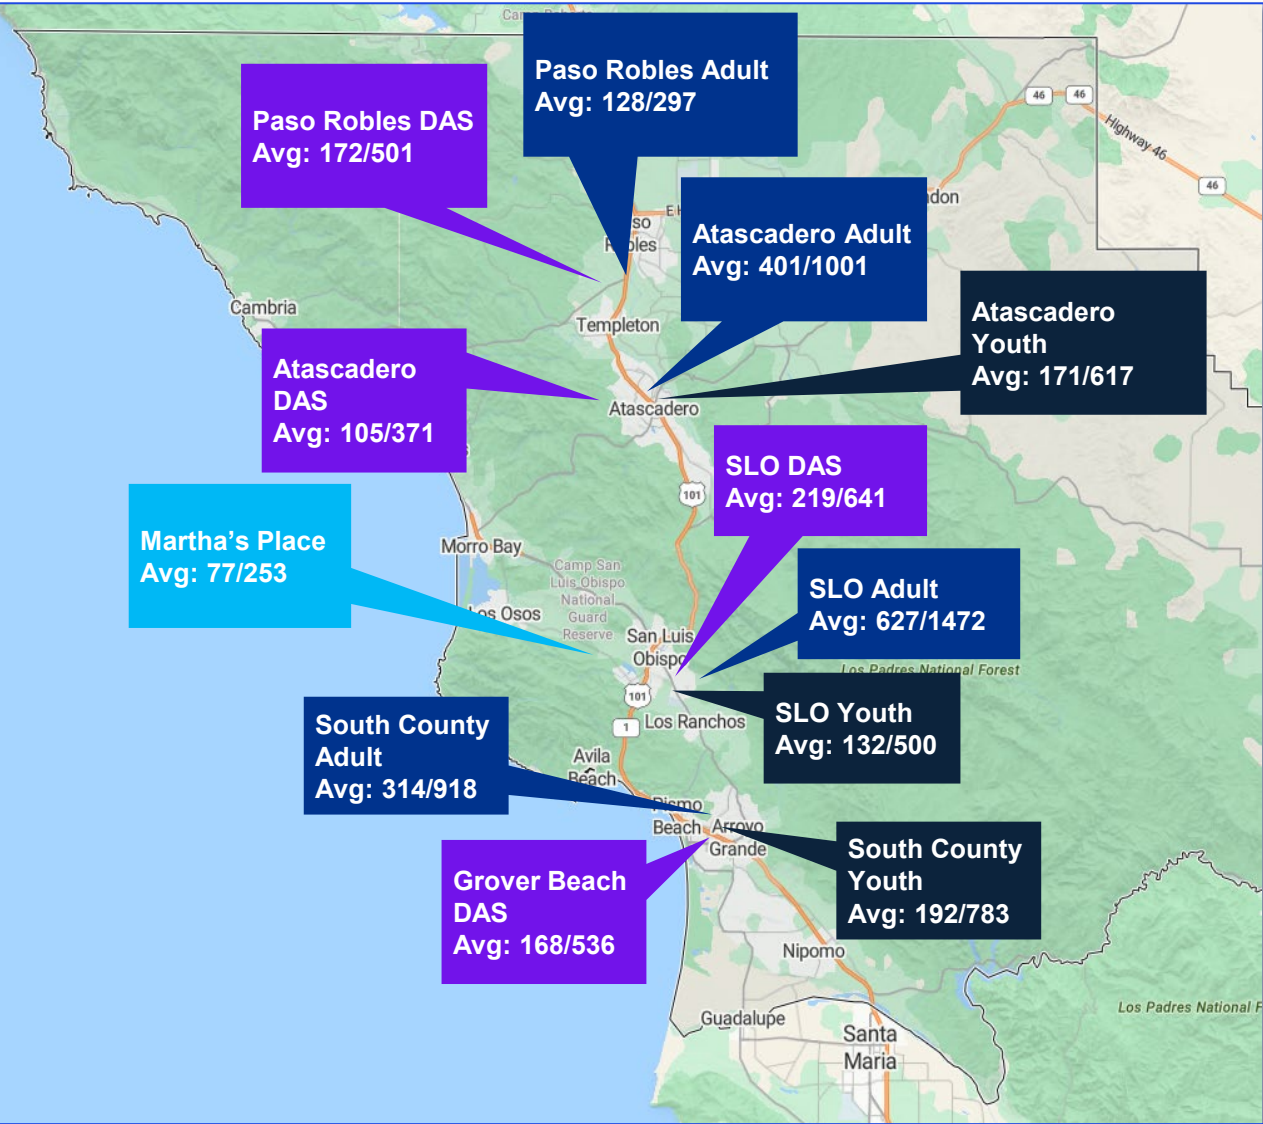 Paso Robles Adult
Avg: 128/297
Paso Robles DAS
Avg: 172/501
46
46
Highway 46
46
Atascadero Adult
Avg: 401/1001
Cambria
Templeton
Atascadero
Youth
Avg: 171/617
Atascadero
DAS
Avg: 105/371
Atascadero
SLO DAS
Avg: 219/641
101
Martha’s Place
Avg: 77/253
Morro Bay
Camp San
Luis Obispo
National
Guard
Reserve
Los Osos
SLO Adult
Avg: 627/1472
San Luis
Obispo
Los Padres National Forest
101
SLO Youth
Avg: 132/500
1
Los Ranchos
South County
Adult
Avg: 314/918
Avila
Beach
Pismo
Beach
Arroyo
Grande
South County
Youth
Avg: 192/783
Grover Beach
DAS
Avg: 168/536
Nipomo
Guadalupe
Los Padres National F
Santa
Maria